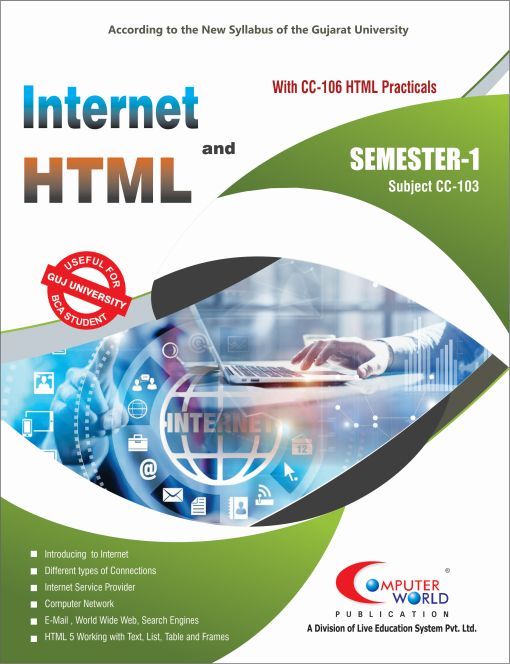 According to the New Syllabus of the Gujarat University
With CC-106 HTML Practicals
Internet
and
HTML
SEMESTER-1
Subject CC-103
USEFUL FOR
GUJ UNIVERSITY
BCA STUDENT
INTERNET
12
@
Introducing to Internet
Different types of Connections
Internet Service Provider
Computer Network
E-Mail , World Wide Web, Search Engines
HTML 5 Working with Text, List, Table and Frames
COMPUTER ®
WORLD
PUBLICATION
A Division of Live Education System Pvt. Ltd.